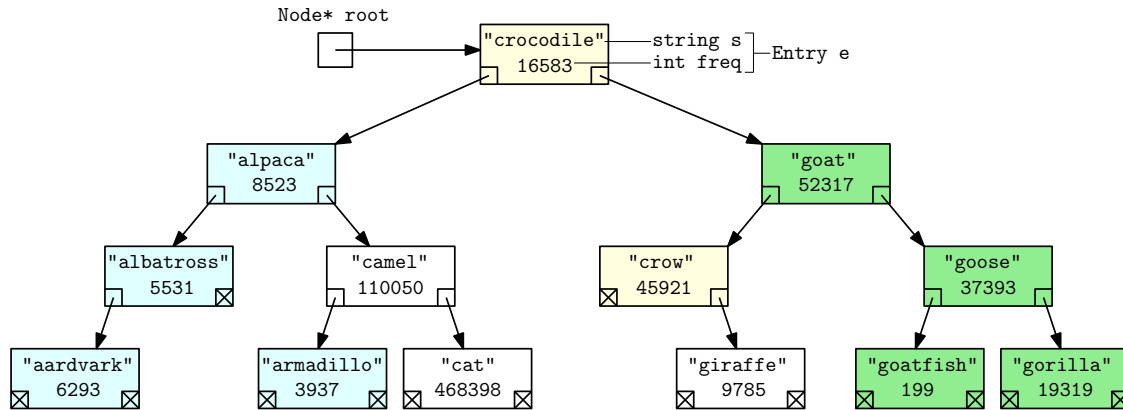 Node* root
"crocodile" string s
16583 int freq
Entry e
"alpaca"
8523
"goat"
52317
"albatross"
5531
"camel"
110050
"crow"
45921
"goose"
37393
"aardvark"
6293
"armadillo"
3937
"cat"
468398
"giraffe"
9785
"goatfish"
199
"gorilla"
19319